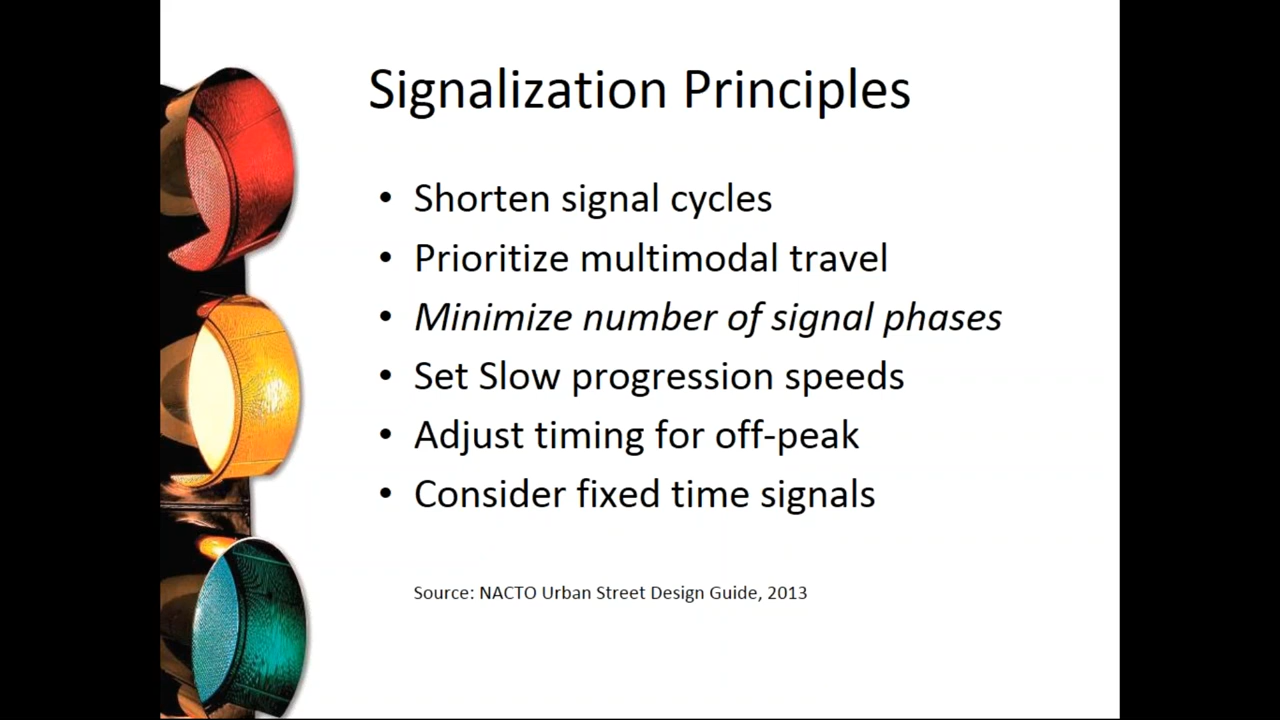 Signalization Principles
• Shorten signal cycles
• Prioritize multimodal travel
• Minimize number of signal phases
• Set Slow progression speeds
• Adjust timing for off-peak
• Consider fixed time signals
Source: NACTO Urban Street Design Guide, 2013